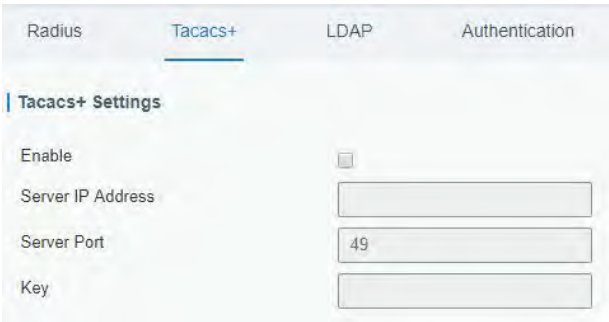 Radius Tacacs+ LDAP Authentication
Tacacs+ Settings
Enable
Server IP Address
Server Port 49
Key